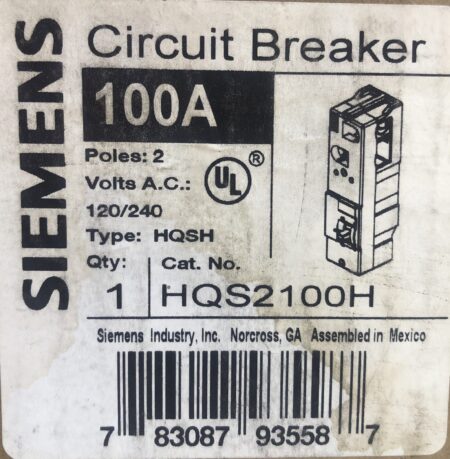 SIEMENS
Circuit Breaker
100A
Poles: 2
Volts A.C.:
120/240
UL ®
Type: HQSH
Qty: Cat. No.
1 HQS2100H
Siemens Industry, Inc. Norcross, GA Assembled in Mexico
7 83087 93558 7